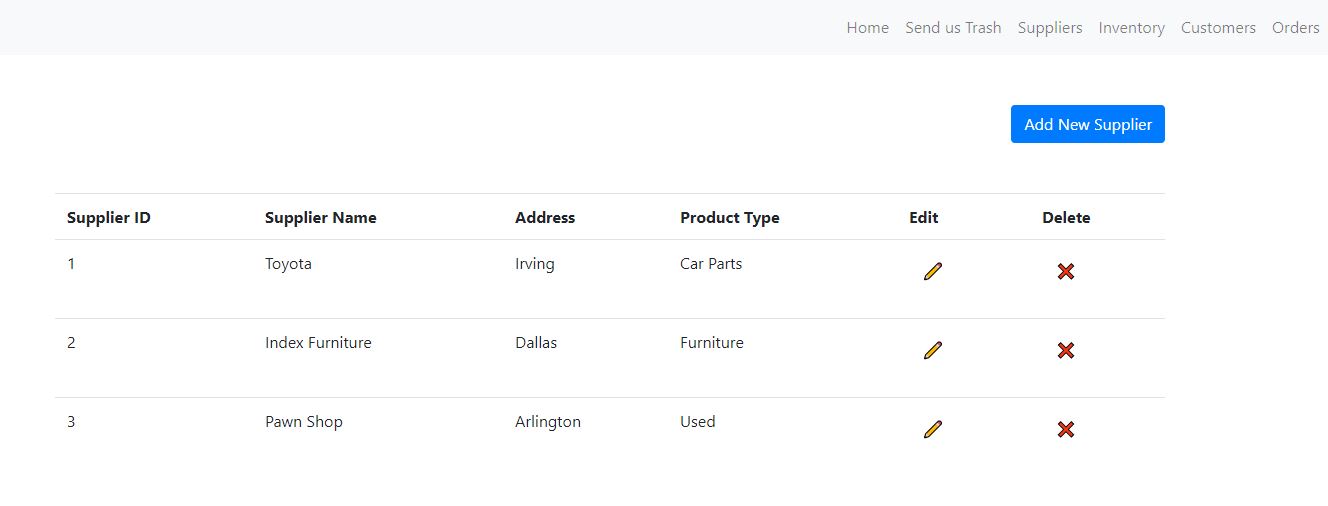 Home Send us Trash Suppliers Inventory Customers Orders
Add New Supplier
Supplier ID Supplier Name Address Product Type Edit Delete
1 Toyota Irving Car Parts
2 Index Furniture Dallas Furniture
3 Pawn Shop Arlington Used